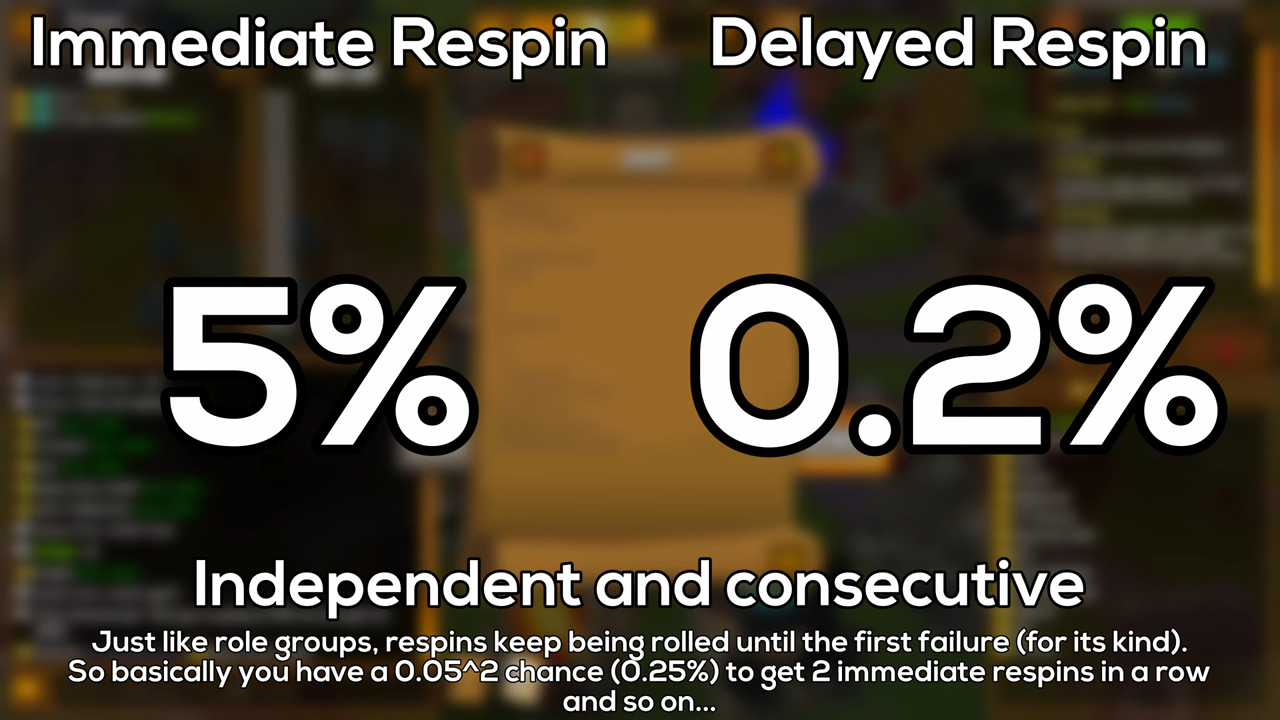 Immediate Respin
Delayed Respin
5%
0.2%
Independent and consecutive
Just like role groups, respins keep being rolled until the first failure (for its kind).
So basically you have a 0.05^2 chance (0.25%) to get 2 immediate respins in a row
and so on...